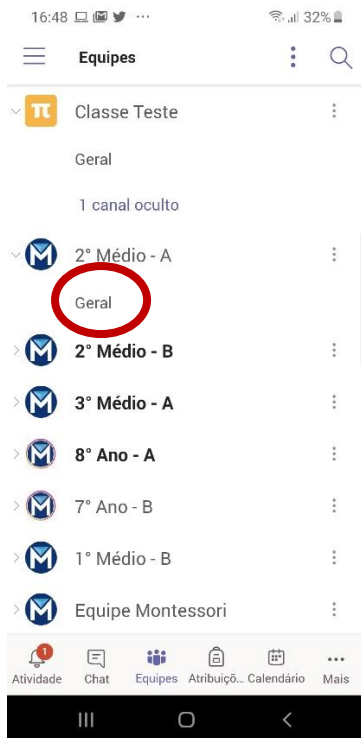 16:48 32%
Equipes
π Classe Teste
Geral
1 canal oculto
M 2° Médio - A
Geral
M 2° Médio - B
M 3° Médio - A
M 8° Ano - A
M 7° Ano - B
M 1° Médio - B
M Equipe Montessori
1
Atividade Chat Equipes Atribuiçõ... Calendário Mais